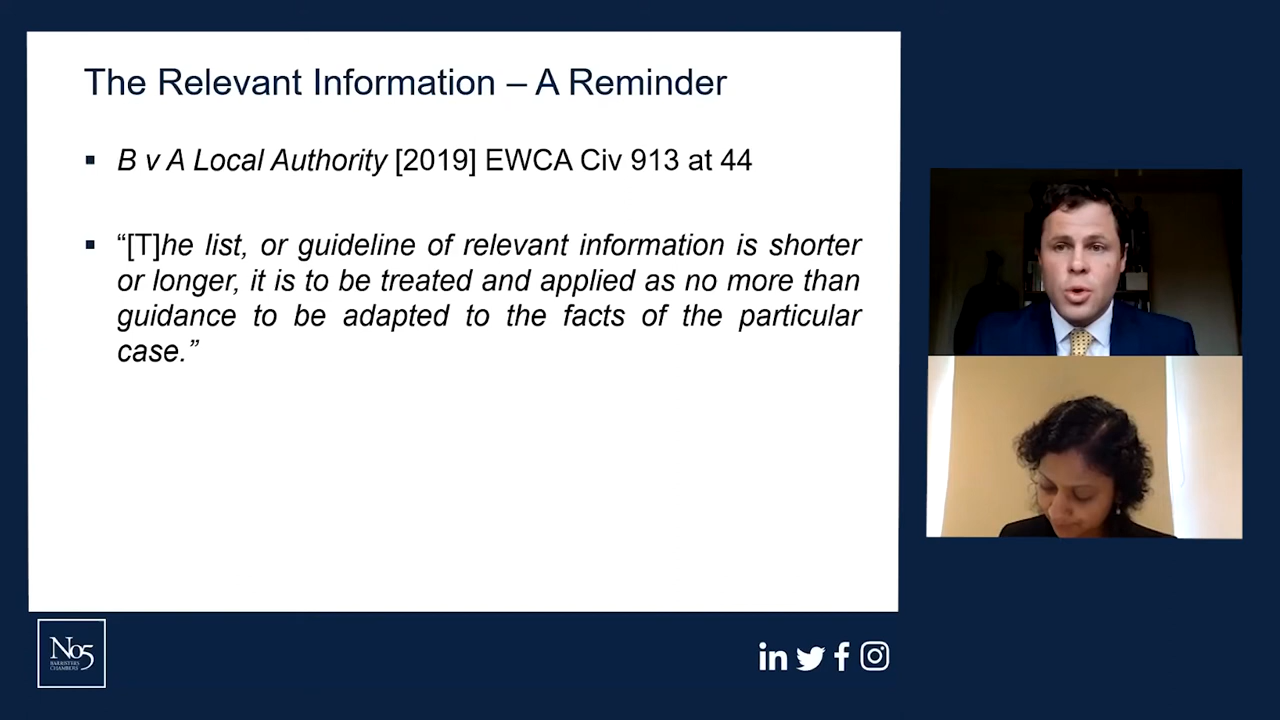 The Relevant Information – A Reminder
▪ B v A Local Authority [2019] EWCA Civ 913 at 44
▪ “[T]he list, or guideline of relevant information is shorter
or longer, it is to be treated and applied as no more than
guidance to be adapted to the facts of the particular
case.”
No5
BARRISTERS
CHAMBERS